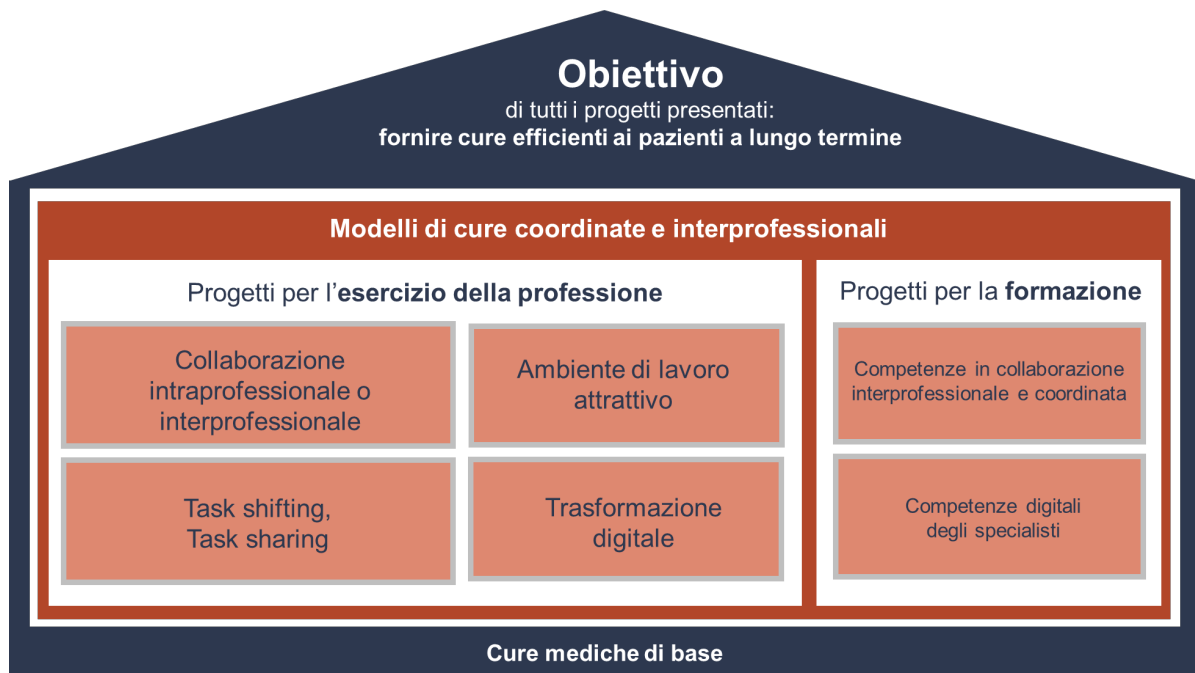 Obiettivo
di tutti i progetti presentati:
fornire cure efficienti ai pazienti a lungo termine
Modelli di cure coordinate e interprofessionali
Progetti per l'esercizio della professione
Collaborazione
intraprofessionale o
interprofessionale
Ambiente di lavoro
attrattivo
Task shifting,
Task sharing
Trasformazione
digitale
Progetti per la formazione
Competenze in collaborazione
interprofessionale e coordinata
Competenze digitali
degli specialisti
Cure mediche di base